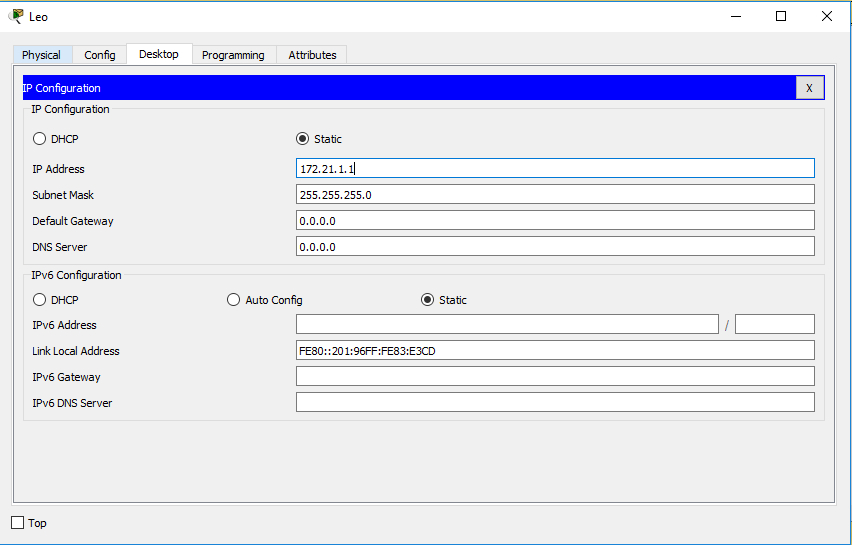 Leo
Physical Config Desktop Programming Attributes
IP Configuration X
IP Configuration
DHCP Static
IP Address 172.21.1.1
Subnet Mask 255.255.255.0
Default Gateway 0.0.0.0
DNS Server 0.0.0.0
IPv6 Configuration
DHCP Auto Config Static
IPv6 Address /
Link Local Address FE80::201:96FF:FE83:E3CD
IPv6 Gateway
IPv6 DNS Server
Top